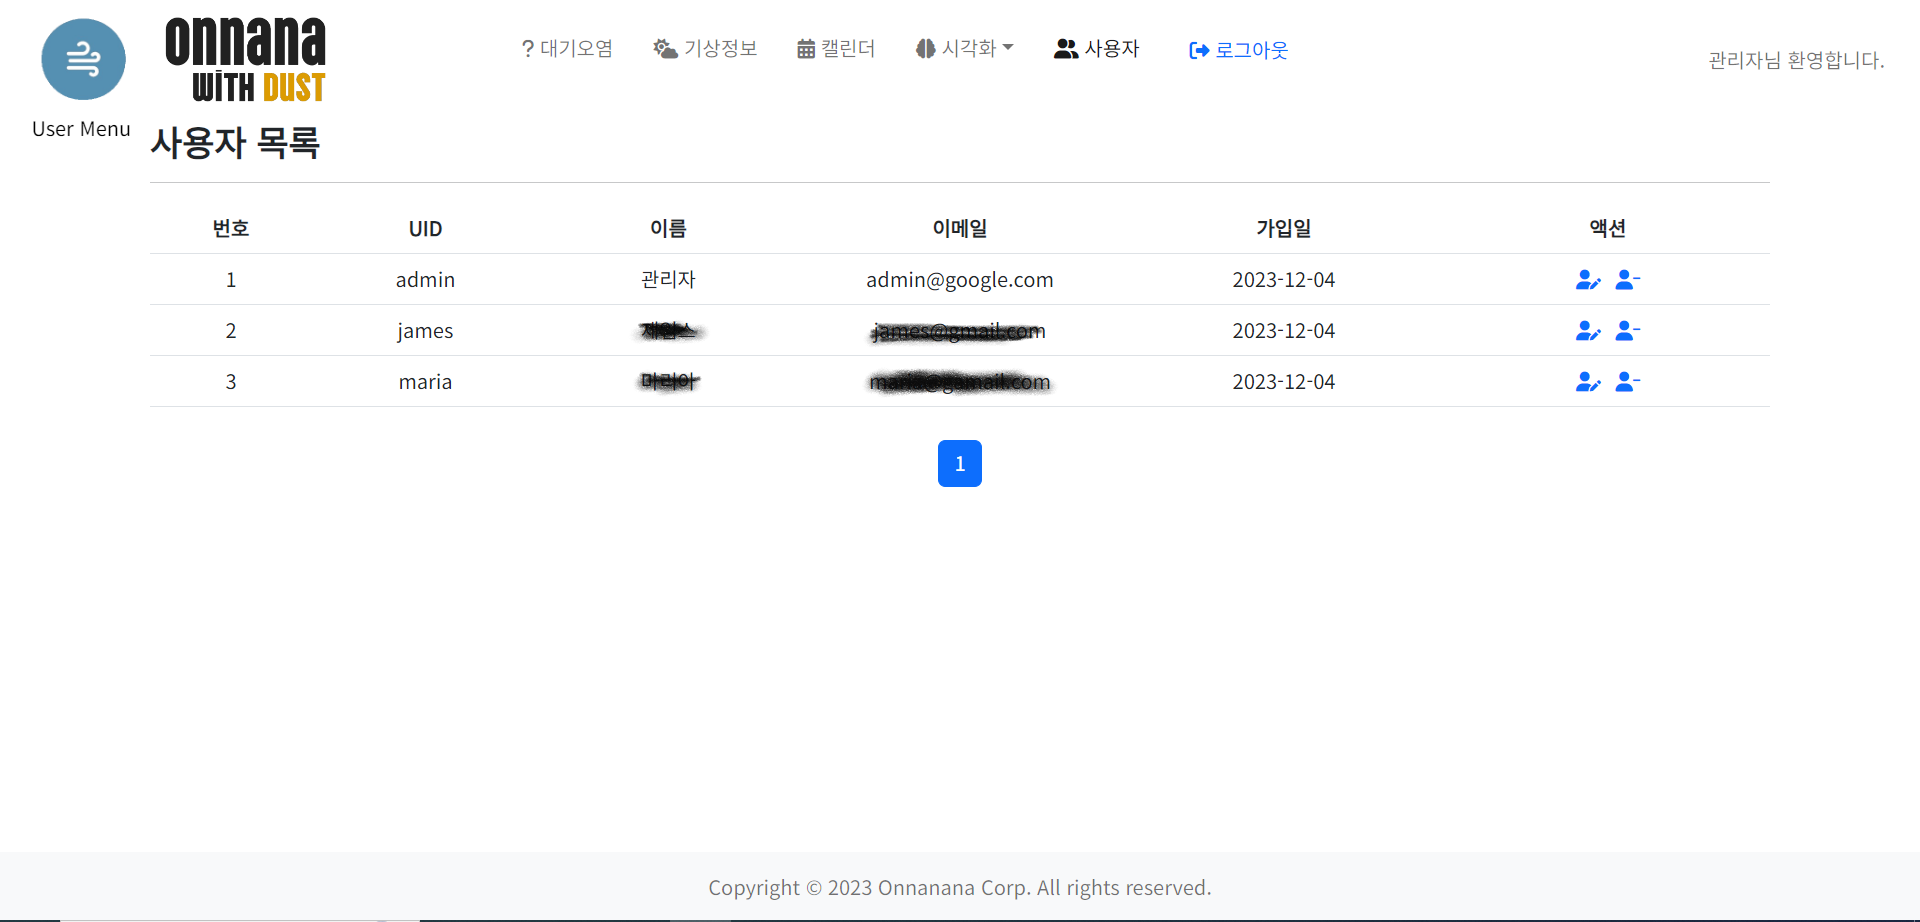 onnana
WITH DUST
? 대기오염 기상정보 캘린더 시각화 사용자 로그아웃
관리자님 환영합니다.
User Menu
사용자 목록
번호 UID 이름 이메일 가입일 액션
1 admin 관리자 admin@google.com 2023-12-04
2 james 2023-12-04
3 maria 2023-12-04
1
Copyright © 2023 Onnanana Corp. All rights reserved.